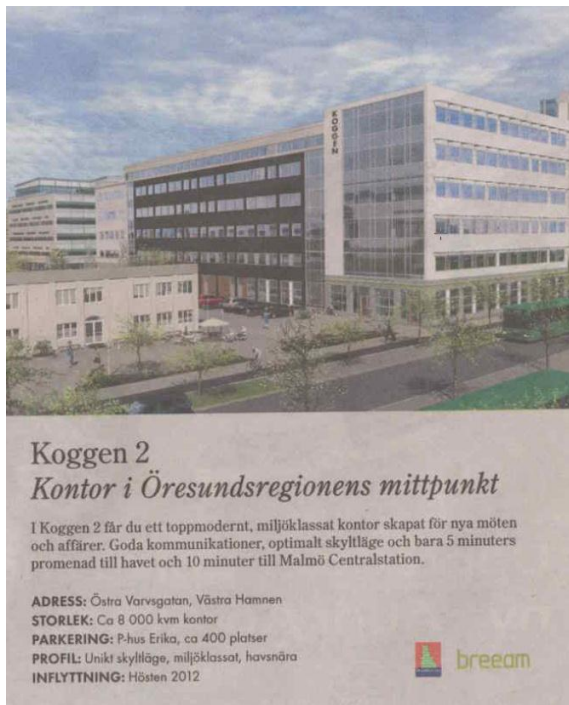 KOGGEN
Koggen 2
Kontor i Öresundsregionens mittpunkt
I Koggen 2 får du ett toppmodernt, miljöklassat kontor skapat för nya möten
och affärer. Goda kommunikationer, optimalt skyltläge och bara 5 minuters
promenad till havet och 10 minuter till Malmö Centralstation.
ADRESS: Östra Varvsgatan, Västra Hamnen
STORLEK: Ca 8 000 kvm kontor
PARKERING: P-hus Erika, ca 400 platser
PROFIL: Unikt skyltläge, miljöklassat, havsnära
INFLYTTNING: Hösten 2012
breeam